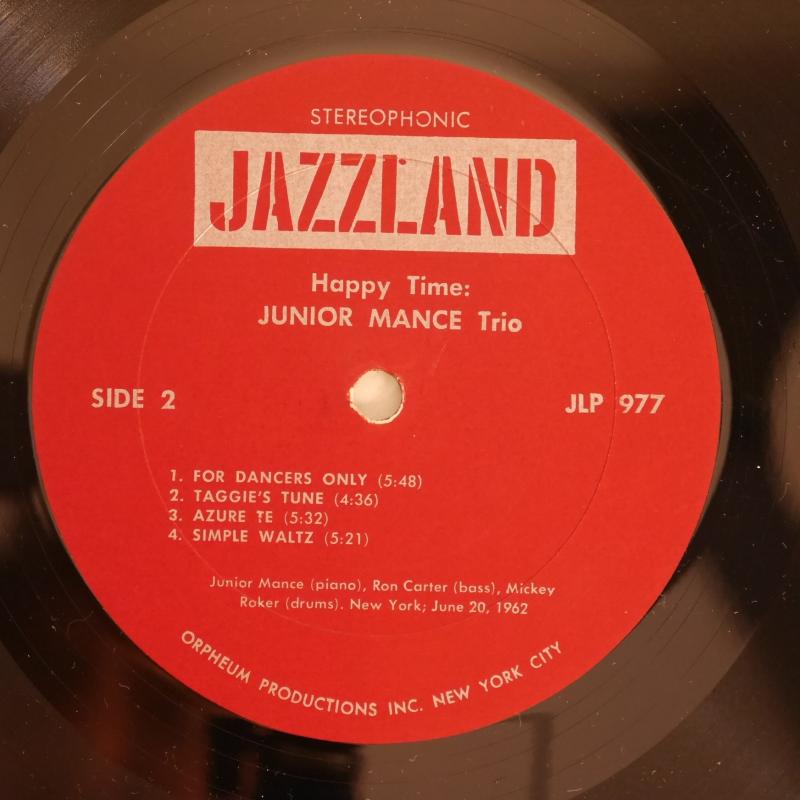 STEREOPHONIC
JAZZLAND
Happy Time:
JUNIOR MANCE Trio
SIDE 2
JLP 977
1. FOR DANCERS ONLY (5:48)
2. TAGGIE'S TUNE (4:36)
3. AZURE TE (5:32)
4. SIMPLE WALTZ (5:21)
Junior Mance (piano), Ron Carter (bass), Mickey
Roker (drums). New York; June 20, 1962
ORPHEUM PRODUCTIONS INC. NEW YORK CITY